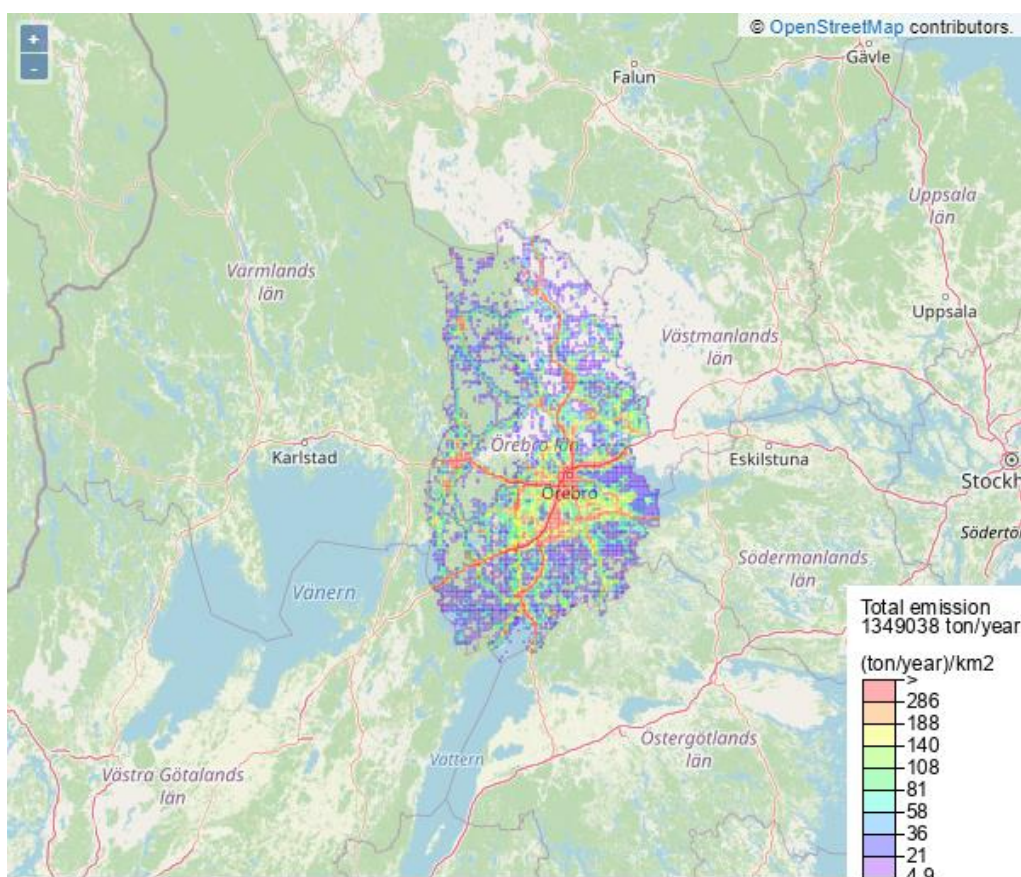 +
-
© OpenStreetMap contributors.
Gävle
Falun
Uppsala
län
Värmlands
län
Uppsala
Västmanlands
län
Örebro län
Karlstad
Eskilstuna
Örebro
Stockh
Södertö
Södermanlands
län
Vänern
Total emission
1349038 ton/year
(ton/year)/km2
>
286
188
140
108
81
58
36
21
4.9
Östergötlands
län
Vättern
Västra Götalands
län